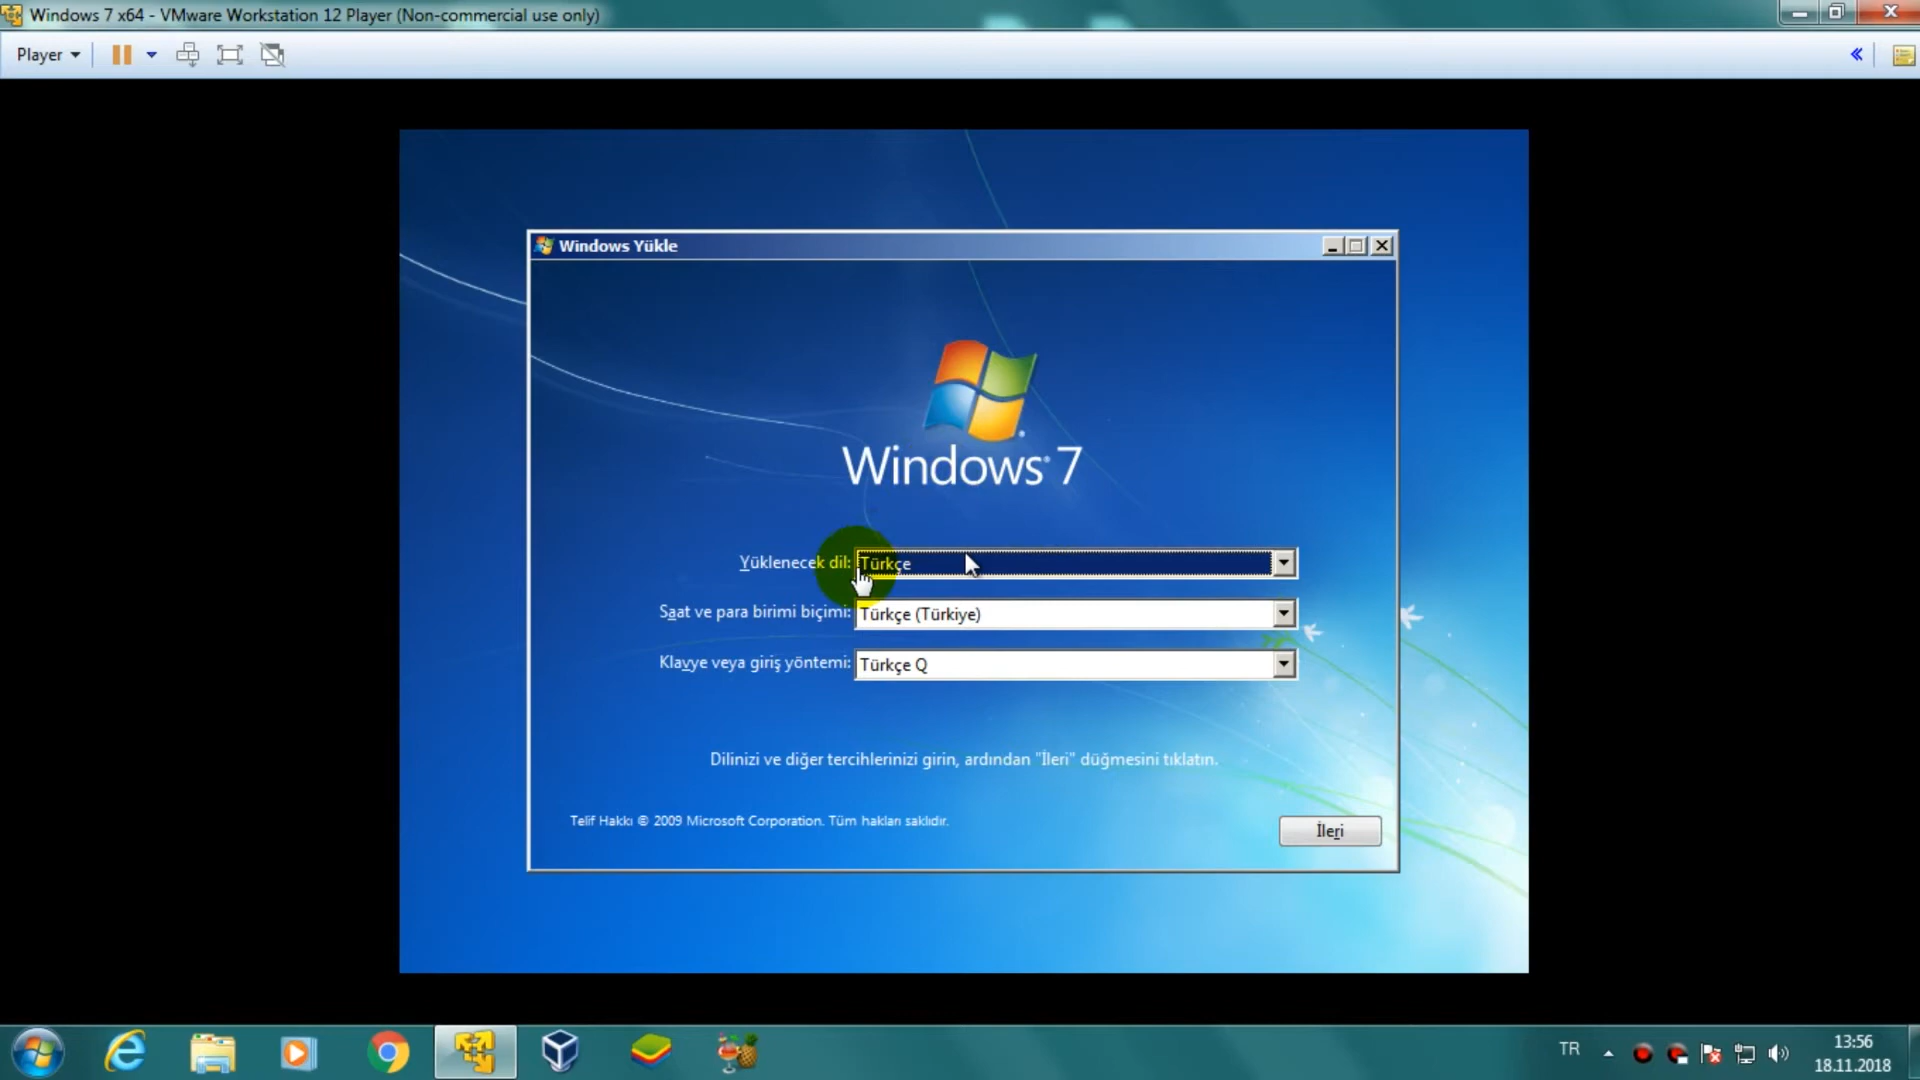 Windows 7 x64 - VMware Workstation 12 Player (Non-commercial use only)
Player
Windows Yükle
Windows® 7
Yüklenecek dil: Türkçe
Saat ve para birimi biçimi: Türkçe (Türkiye)
Klavye veya giriş yöntemi: Türkçe Q
Dilinizi ve diğer tercihlerinizi girin, ardından "İleri" düğmesini tıklatın.
Telif Hakkı © 2009 Microsoft Corporation. Tüm hakları saklıdır.
İleri
TR
13:56
18.11.2018